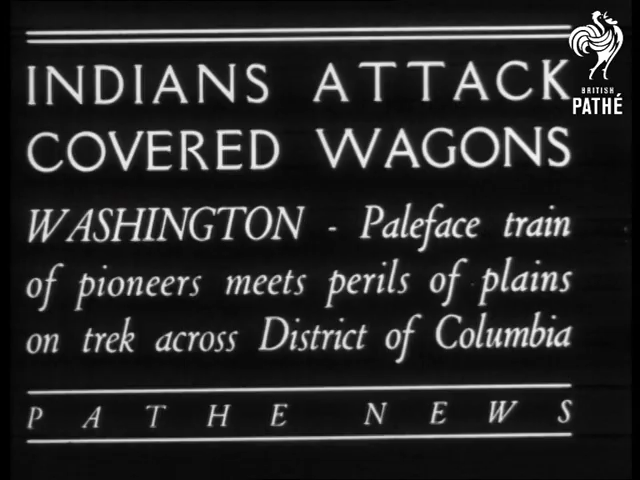 INDIANS ATTACK
COVERED WAGONS
WASHINGTON - Paleface train
of pioneers meets perils of plains
on trek across District of Columbia
PATHE NEWS
BRITISH
PATHÉ